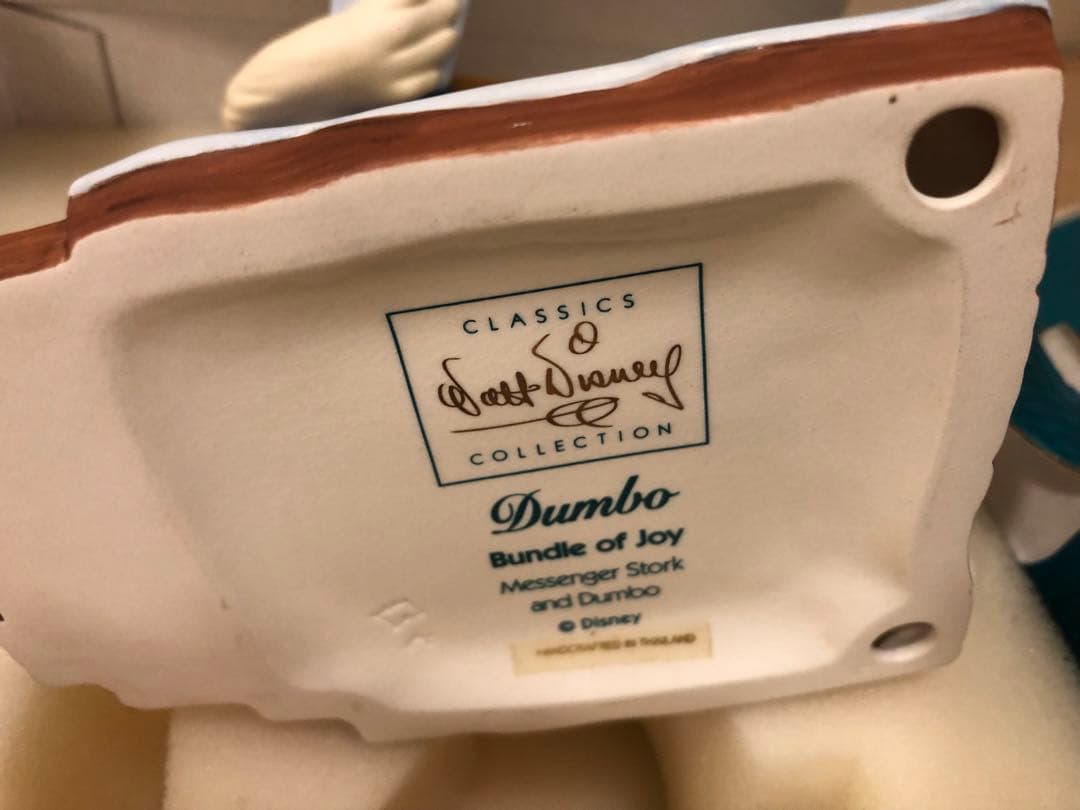 CLASSICS
Walt Disney
COLLECTION
Dumbo
Bundle of Joy
Messenger Stork
and Dumbo
© Disney
HANDCRAFTED IN THAILAND